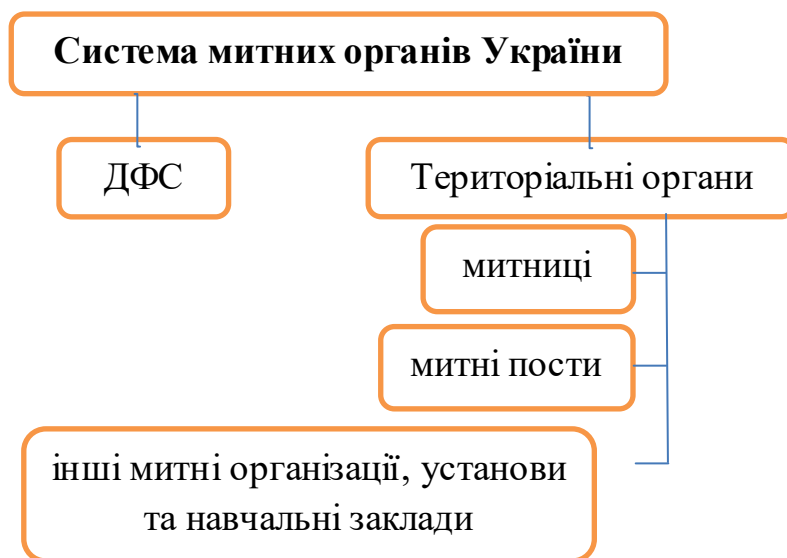 Система митних органів України
ДФС
Територіальні органи
митниці
митні пости
інші митні організації, установи
та навчальні заклади